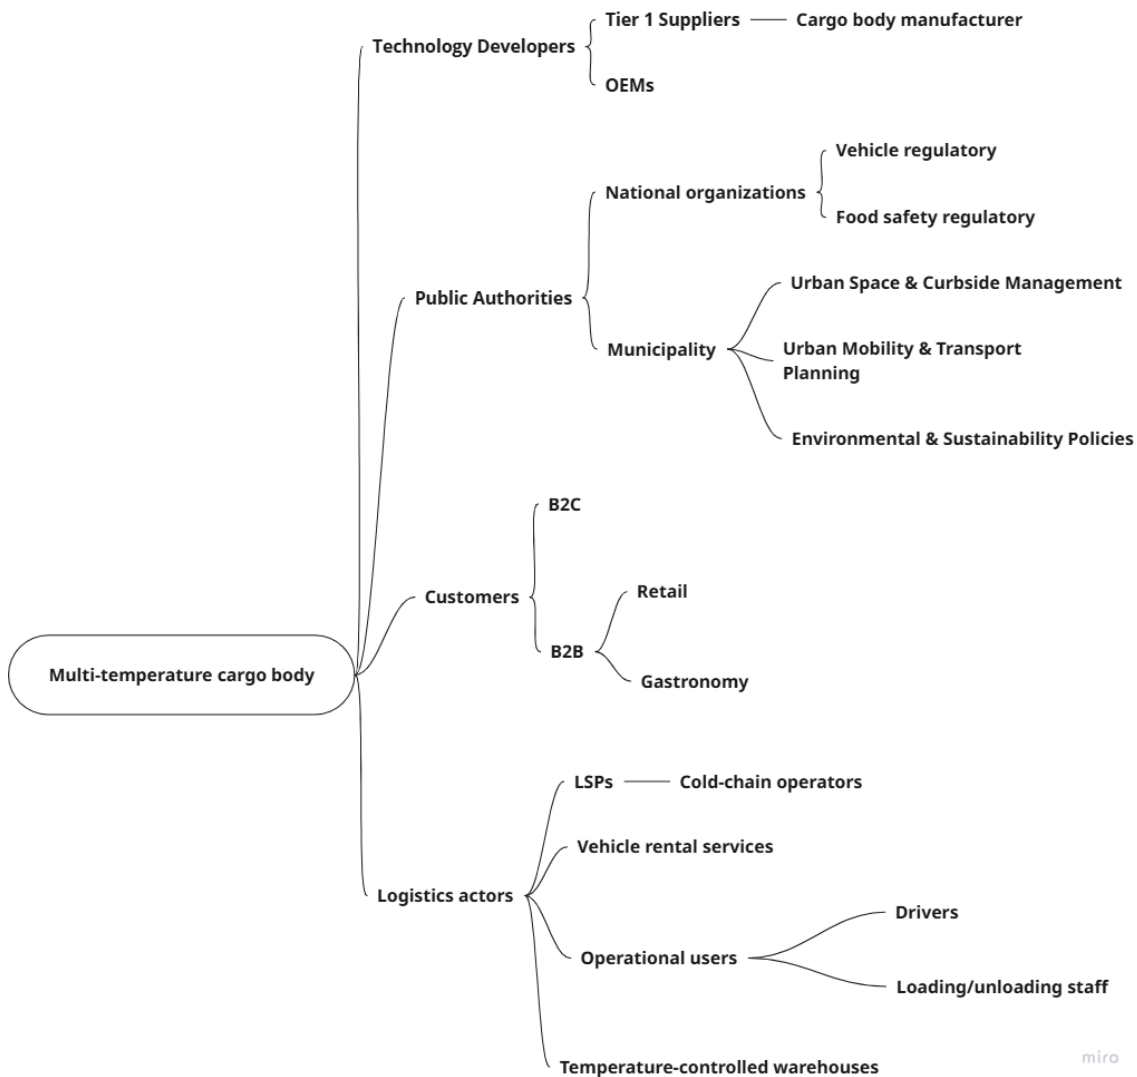 Tier 1 Suppliers
Cargo body manufacturer
Technology Developers
OEMs
Vehicle regulatory
National organizations
Food safety regulatory
Urban Space & Curbside Management
Public Authorities
Municipality
Urban Mobility & Transport
Planning
Environmental & Sustainability Policies
B2C
Customers
Retail
B2B
Gastronomy
Multi-temperature cargo body
LSPs
Cold-chain operators
Vehicle rental services
Logistics actors
Drivers
Operational users
Loading/unloading staff
Temperature-controlled warehouses
miro